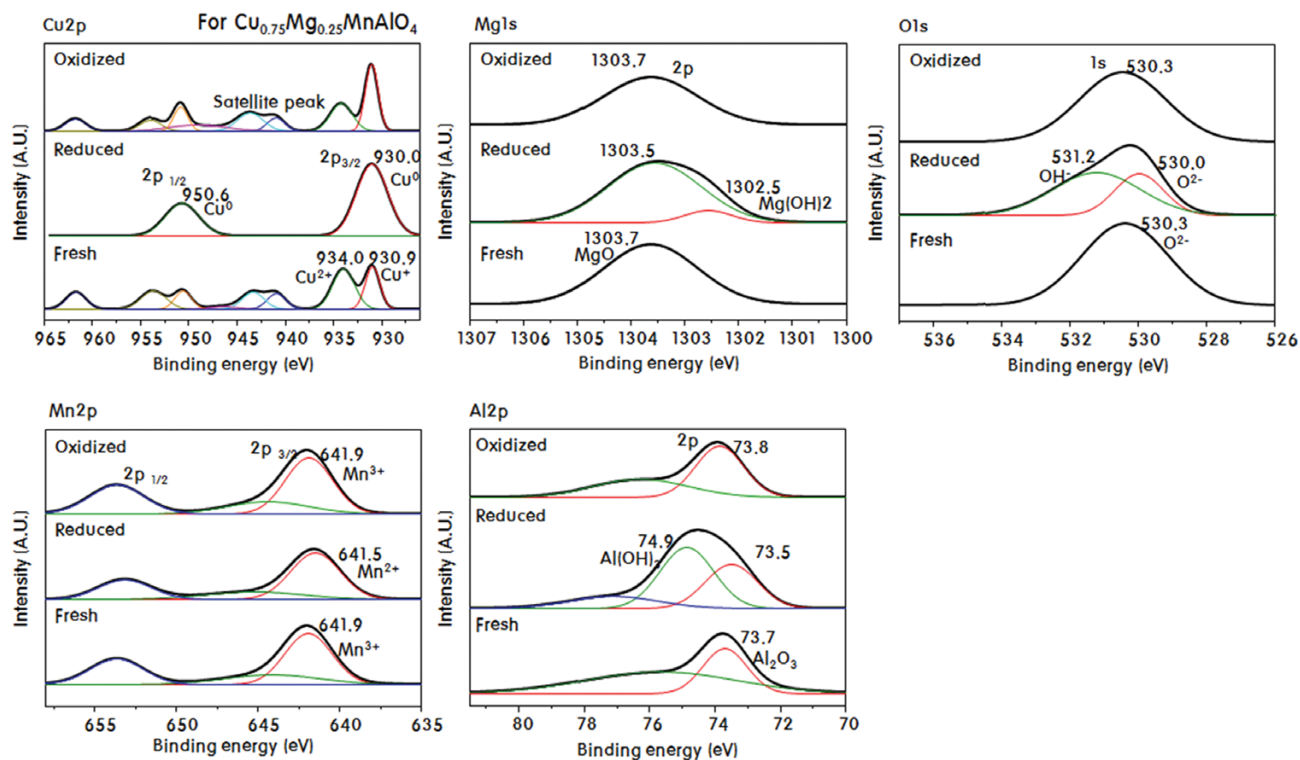 Cu2p
For Cu0.75Mg0.25MnAlO4
Oxidized
Satellite peak
Reduced
2p 1/2
950.6
Cu0
2p3/2
930.0
Cu0
Fresh
934.0
Cu2+
930.9
Cu+
965 960 955 950 945 940 935 930
Binding energy (eV)
Intensity (A.U.)
Mg1s
Oxidized
1303.7
2p
Reduced
1303.5
1302.5
Mg(OH)2
Fresh
1303.7
MgO
1307 1306 1305 1304 1303 1302 1301 1300
Binding energy (eV)
Intensity (A.U.)
O1s
Oxidized
1s
530.3
Reduced
531.2
OH-
530.0
O2-
Fresh
530.3
O2-
536 534 532 530 528 526
Binding energy (eV)
Intensity (A.U.)
Mn2p
Oxidized
2p 1/2
2p 3/2
641.9
Mn3+
Reduced
641.5
Mn2+
Fresh
641.9
Mn3+
655 650 645 640 635
Binding energy (eV)
Intensity (A.U.)
Al2p
Oxidized
2p
73.8
Reduced
74.9
Al(OH)3
73.5
Fresh
73.7
Al2O3
80 78 76 74 72 70
Binding energy (eV)
Intensity (A.U.)